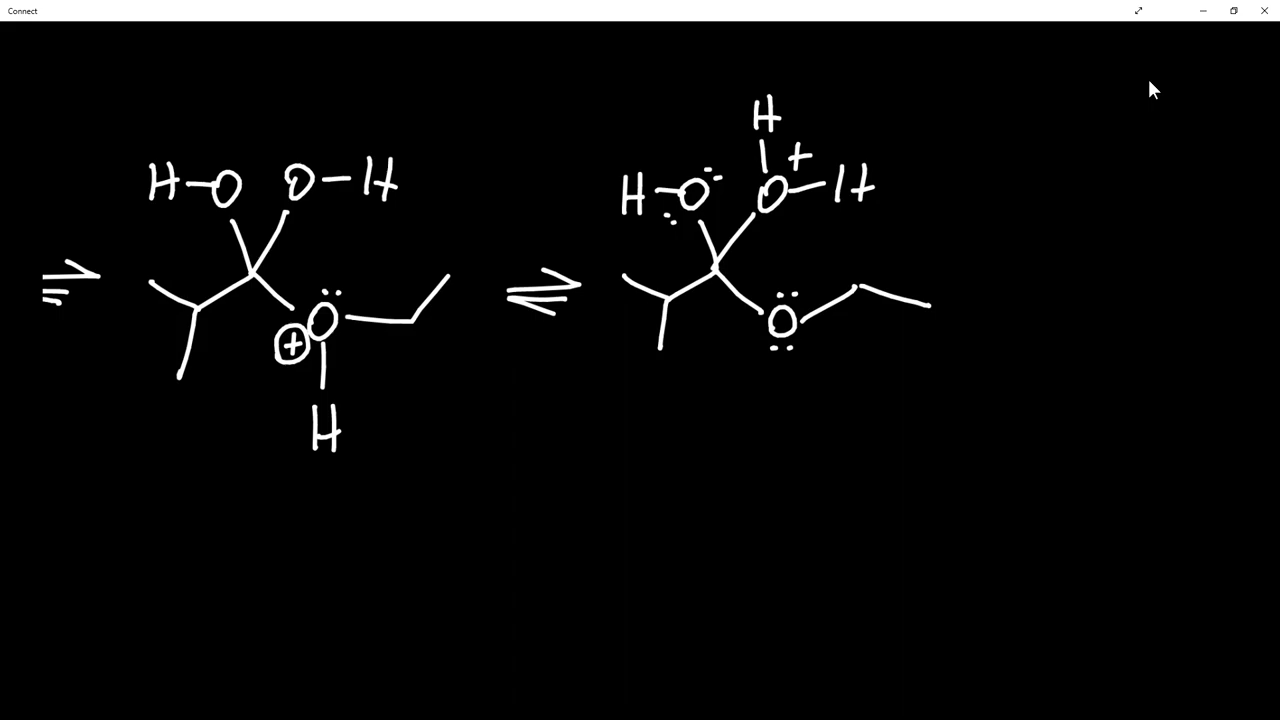 Connect
H
H-O O-H H-O O-H +
O O
+
H